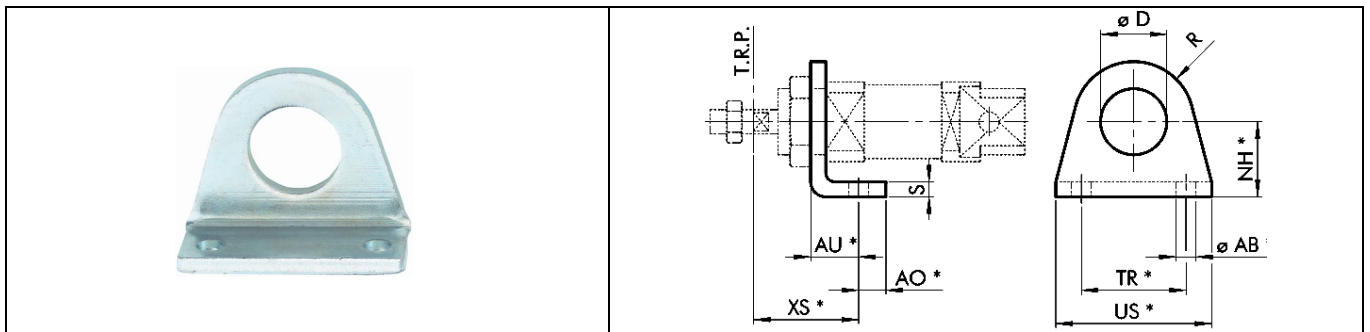 ø D
R
T.R.P.
NH *
S
AU *
ø AB *
AO *
TR *
XS *
US *